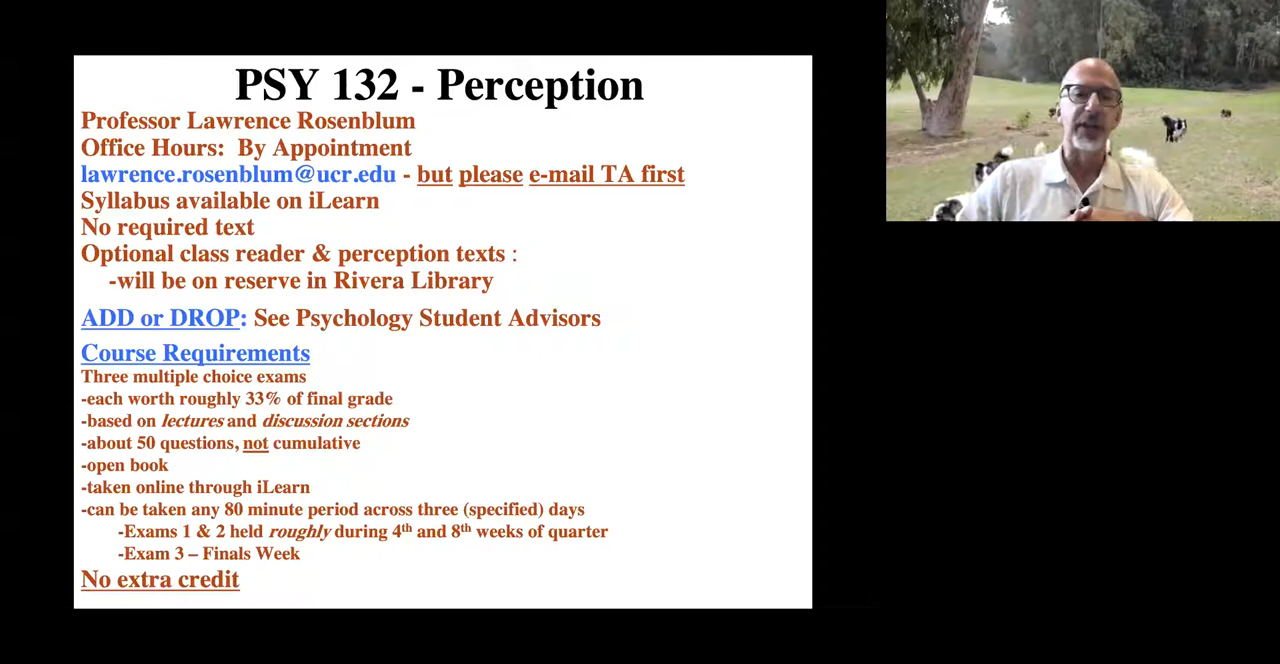 PSY 132 - Perception
Professor Lawrence Rosenblum
Office Hours: By Appointment
lawrence.rosenblum@ucr.edu - but please e-mail TA first
Syllabus available on iLearn
No required text
Optional class reader & perception texts :
-will be on reserve in Rivera Library
ADD or DROP: See Psychology Student Advisors
Course Requirements
Three multiple choice exams
-each worth roughly 33% of final grade
-based on lectures and discussion sections
-about 50 questions, not cumulative
-open book
-taken online through iLearn
-can be taken any 80 minute period across three (specified) days
-Exams 1 & 2 held roughly during 4th and 8th weeks of quarter
-Exam 3 – Finals Week
No extra credit